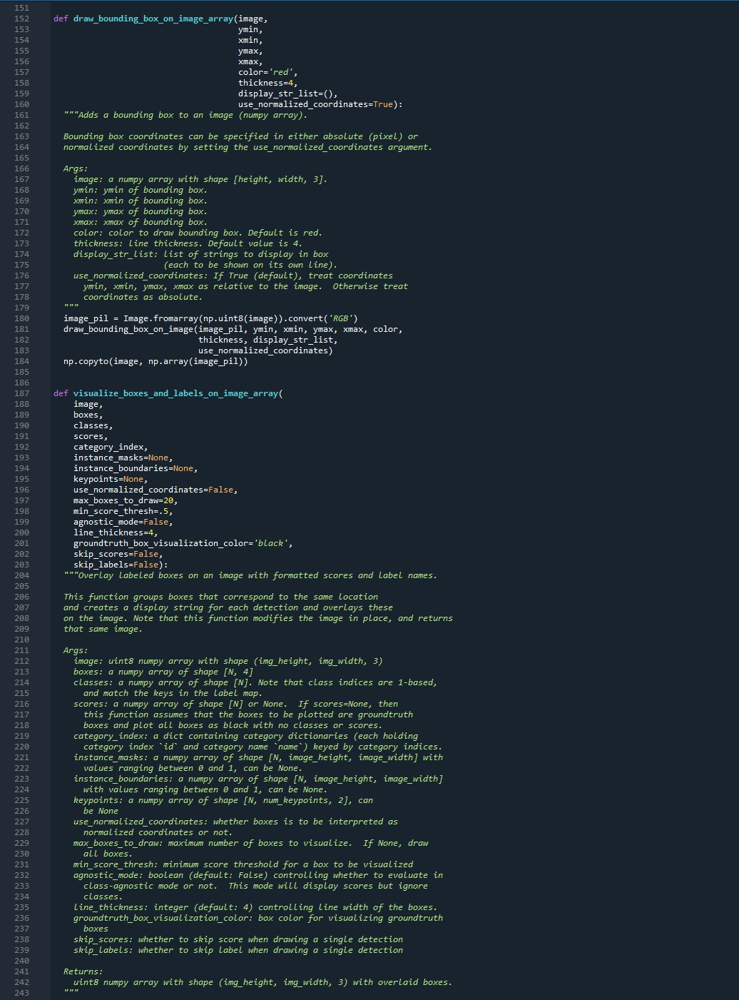 151
152 def draw_bounding_box_on_image_array(image,
153                                      ymin,
154                                      xmin,
155                                      ymax,
156                                      xmax,
157                                      color='red',
158                                      thickness=4,
159                                      display_str_list=(),
160                                      use_normalized_coordinates=True):
161   """Adds a bounding box to an image (numpy array).
162
163   Bounding box coordinates can be specified in either absolute (pixel) or
164   normalized coordinates by setting the use_normalized_coordinates argument.
165
166   Args:
167     image: a numpy array with shape [height, width, 3].
168     ymin: ymin of bounding box.
169     xmin: xmin of bounding box.
170     ymax: ymax of bounding box.
171     xmax: xmax of bounding box.
172     color: color to draw bounding box. Default is red.
173     thickness: line thickness. Default value is 4.
174     display_str_list: list of strings to display in box
175                       (each to be shown on its own line).
176     use_normalized_coordinates: If True (default), treat coordinates
177       ymin, xmin, ymax, xmax as relative to the image.  Otherwise treat
178       coordinates as absolute.
179   """
180   image_pil = Image.fromarray(np.uint8(image)).convert('RGB')
181   draw_bounding_box_on_image(image_pil, ymin, xmin, ymax, xmax, color,
182                              thickness, display_str_list,
183                              use_normalized_coordinates)
184   np.copyto(image, np.array(image_pil))
185
186
187 def visualize_boxes_and_labels_on_image_array(
188     image,
189     boxes,
190     classes,
191     scores,
192     category_index,
193     instance_masks=None,
194     instance_boundaries=None,
195     keypoints=None,
196     use_normalized_coordinates=False,
197     max_boxes_to_draw=20,
198     min_score_thresh=.5,
199     agnostic_mode=False,
200     line_thickness=4,
201     groundtruth_box_visualization_color='black',
202     skip_scores=False,
203     skip_labels=False):
204   """Overlay labeled boxes on an image with formatted scores and label names.
205
206   This function groups boxes that correspond to the same location
207   and creates a display string for each detection and overlays these
208   on the image. Note that this function modifies the image in place, and returns
209   that same image.
210
211   Args:
212     image: uint8 numpy array with shape (img_height, img_width, 3)
213     boxes: a numpy array of shape [N, 4]
214     classes: a numpy array of shape [N]. Note that class indices are 1-based,
215       and match the keys in the label map.
216     scores: a numpy array of shape [N] or None.  If scores=None, then
217       this function assumes that the boxes to be plotted are groundtruth
218       boxes and plot all boxes as black with no classes or scores.
219     category_index: a dict containing category dictionaries (each holding
220       category index `id` and category name `name`) keyed by category indices.
221     instance_masks: a numpy array of shape [N, image_height, image_width] with
222       values ranging between 0 and 1, can be None.
223     instance_boundaries: a numpy array of shape [N, image_height, image_width]
224       with values ranging between 0 and 1, can be None.
225     keypoints: a numpy array of shape [N, num_keypoints, 2], can
226       be None
227     use_normalized_coordinates: whether boxes is to be interpreted as
228       normalized coordinates or not.
229     max_boxes_to_draw: maximum number of boxes to visualize.  If None, draw
230       all boxes.
231     min_score_thresh: minimum score threshold for a box to be visualized
232     agnostic_mode: boolean (default: False) controlling whether to evaluate in
233       class-agnostic mode or not.  This mode will display scores but ignore
234       classes.
235     line_thickness: integer (default: 4) controlling line width of the boxes.
236     groundtruth_box_visualization_color: box color for visualizing groundtruth
237       boxes
238     skip_scores: whether to skip score when drawing a single detection
239     skip_labels: whether to skip label when drawing a single detection
240
241   Returns:
242     uint8 numpy array with shape (img_height, img_width, 3) with overlaid boxes.
243   """